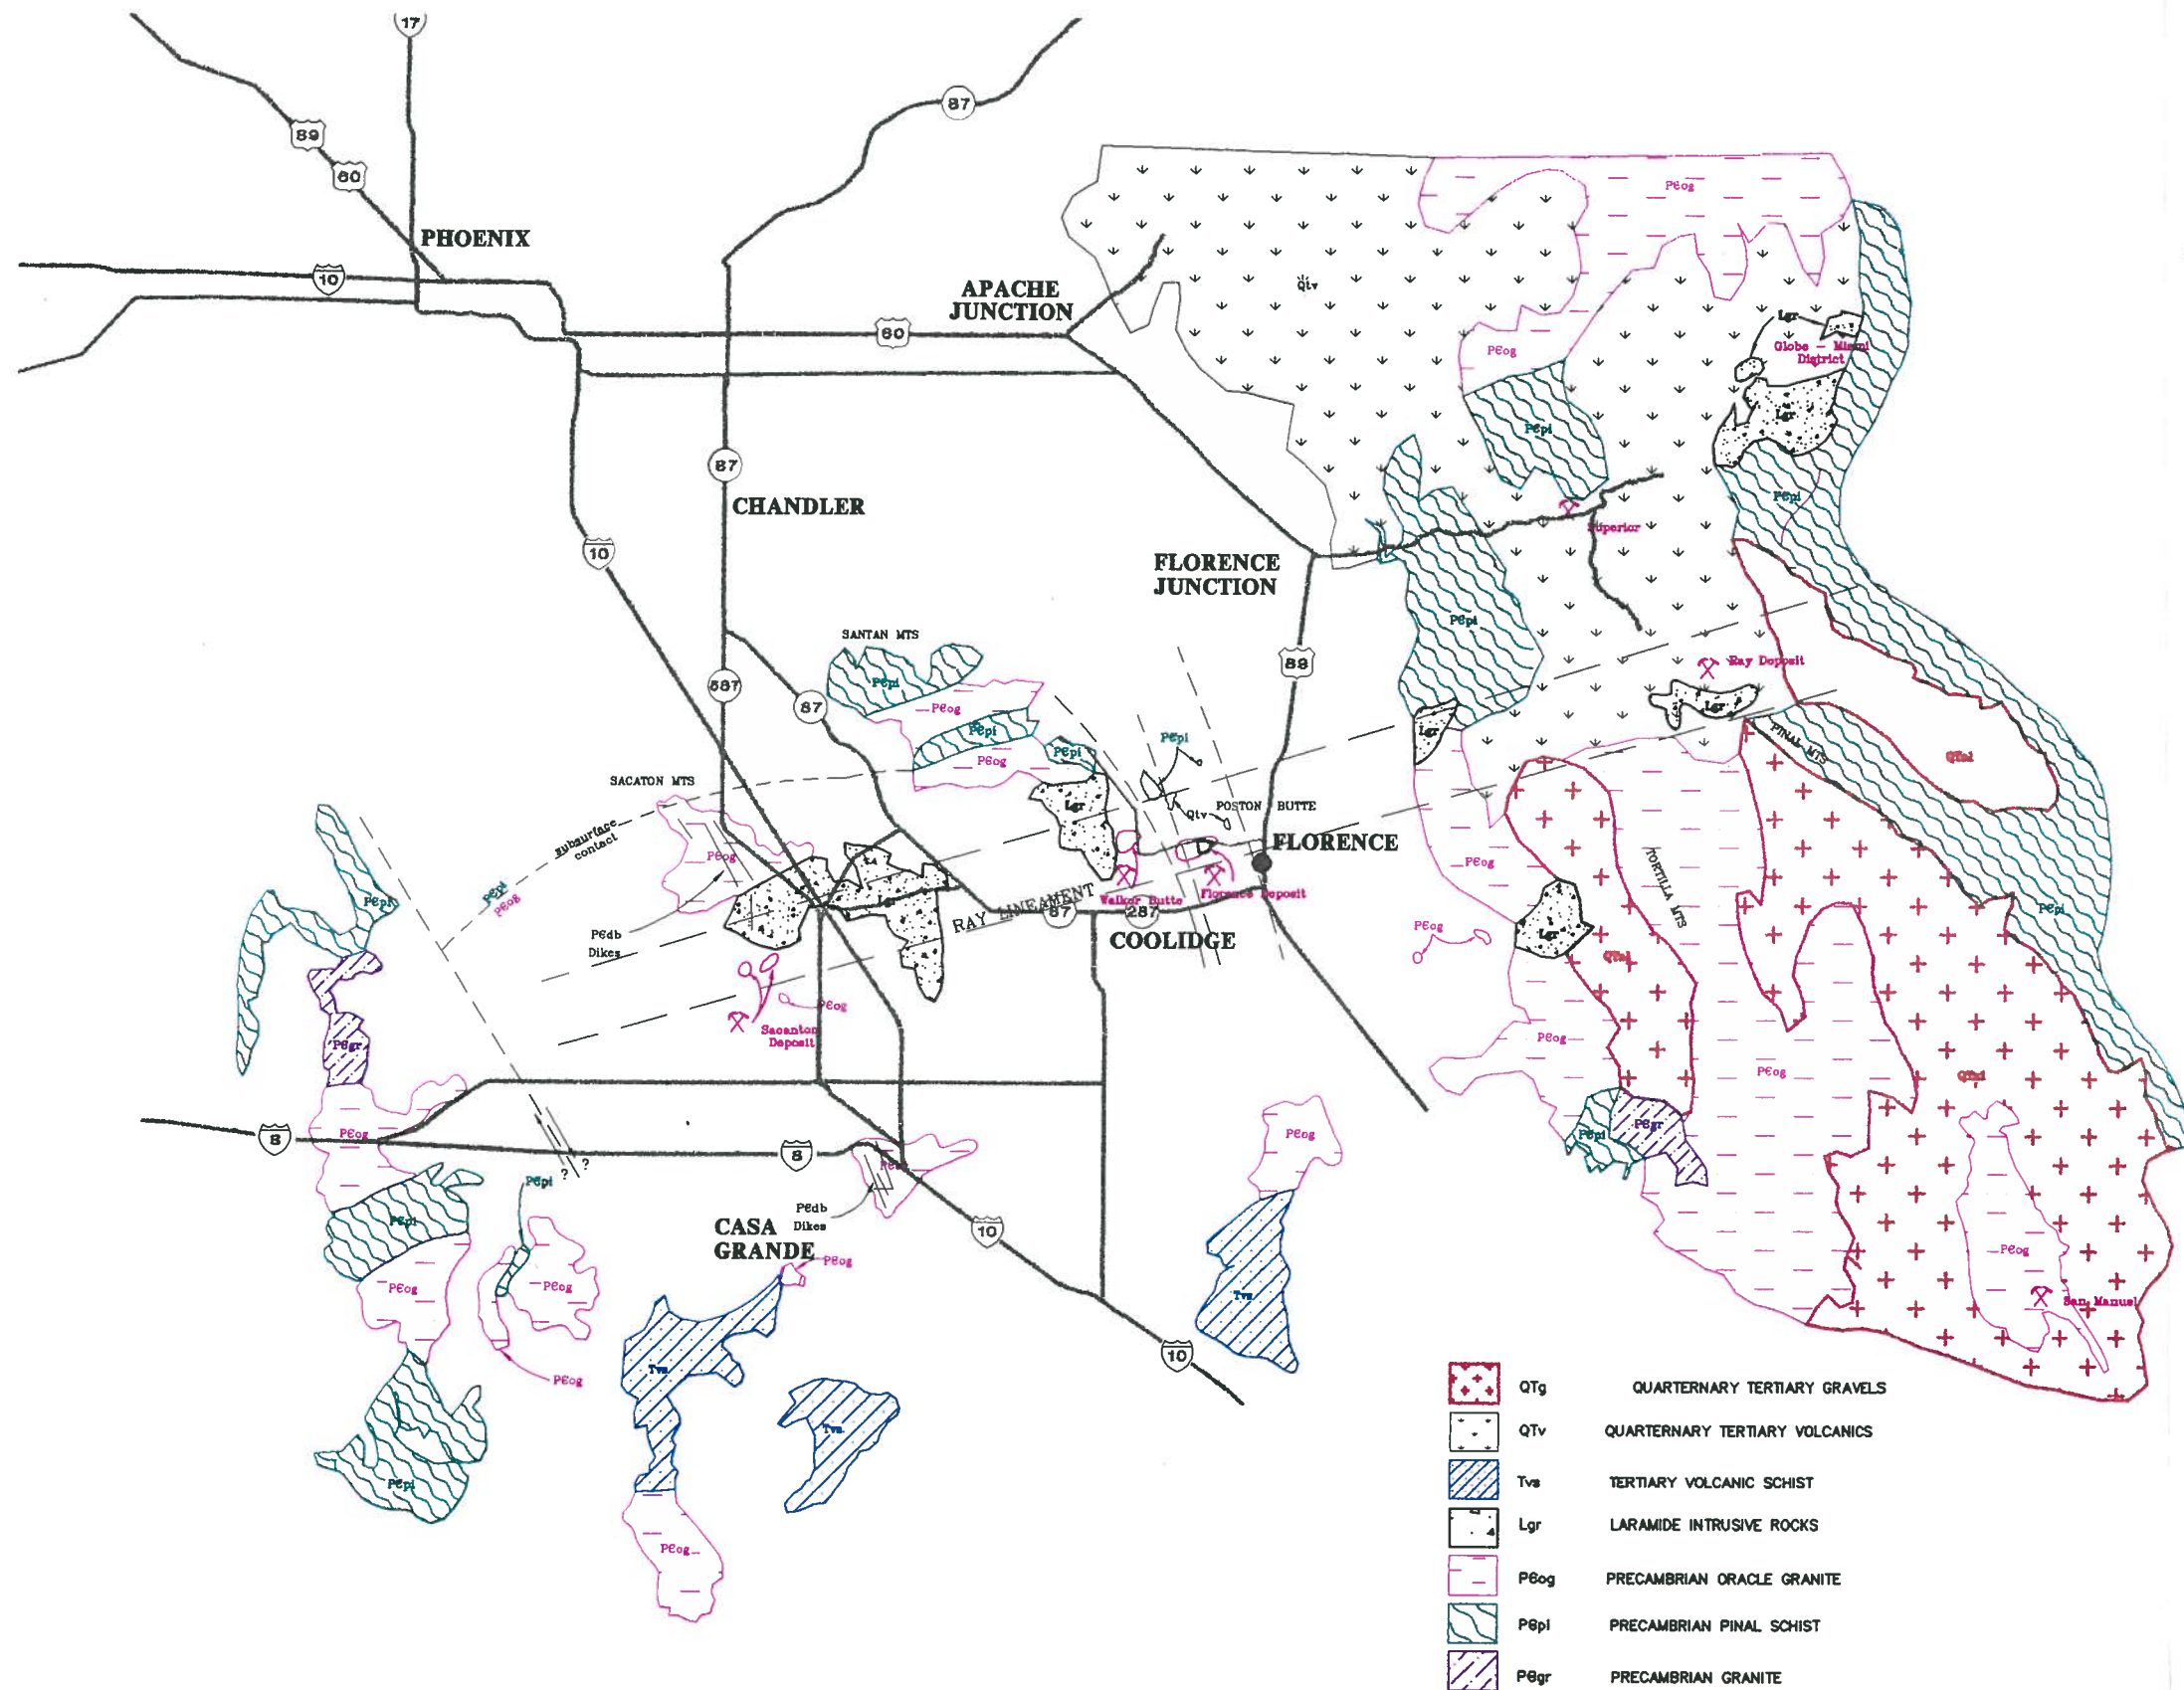 17
87
89
60
PHOENIX
10
APACHE
JUNCTION
60
PЄog
Qtv
Lgr
Globe - Miami
District
PЄog
Lgr
PЄpi
87
CHANDLER
PЄpi
Superior
10
FLORENCE
JUNCTION
PЄpi
SANTAN MTS
89
Ray Deposit
587
87
PЄpi
PЄog
PЄpi
PЄpi
PЄog
PЄpi
Lgr
Lgr
PINAL MTS
QTgl
SACATON MTS
Lgr
Qtv
POSTON BUTTE
subsurface
contact
FLORENCE
PЄog
PЄog
TORTILLA MTS
PЄpi
PЄog
PЄpi
Lgr
RAY LINEAMENT
87
Walker Butte
287
Florence Deposit
PЄpi
PЄdb
Dikes
COOLIDGE
PЄog
Lgr
QTgl
PЄog
Sacanton
Deposit
PЄgr
PЄog
PЄog
QTgl
8
PЄog
8
? ?
PЄog
PЄpi
PЄgr
PЄpi
PЄpi
PЄdb
Dikes
CASA
GRANDE
10
PЄog
PЄog
PЄog
PЄog
Tvs
San Manuel
10
Tvs
PЄog
Tvs
PЄpi
PЄog
QTg QUARTERNARY TERTIARY GRAVELS
QTv QUARTERNARY TERTIARY VOLCANICS
Tvs TERTIARY VOLCANIC SCHIST
Lgr LARAMIDE INTRUSIVE ROCKS
PЄog PRECAMBRIAN ORACLE GRANITE
PЄpi PRECAMBRIAN PINAL SCHIST
PЄgr PRECAMBRIAN GRANITE